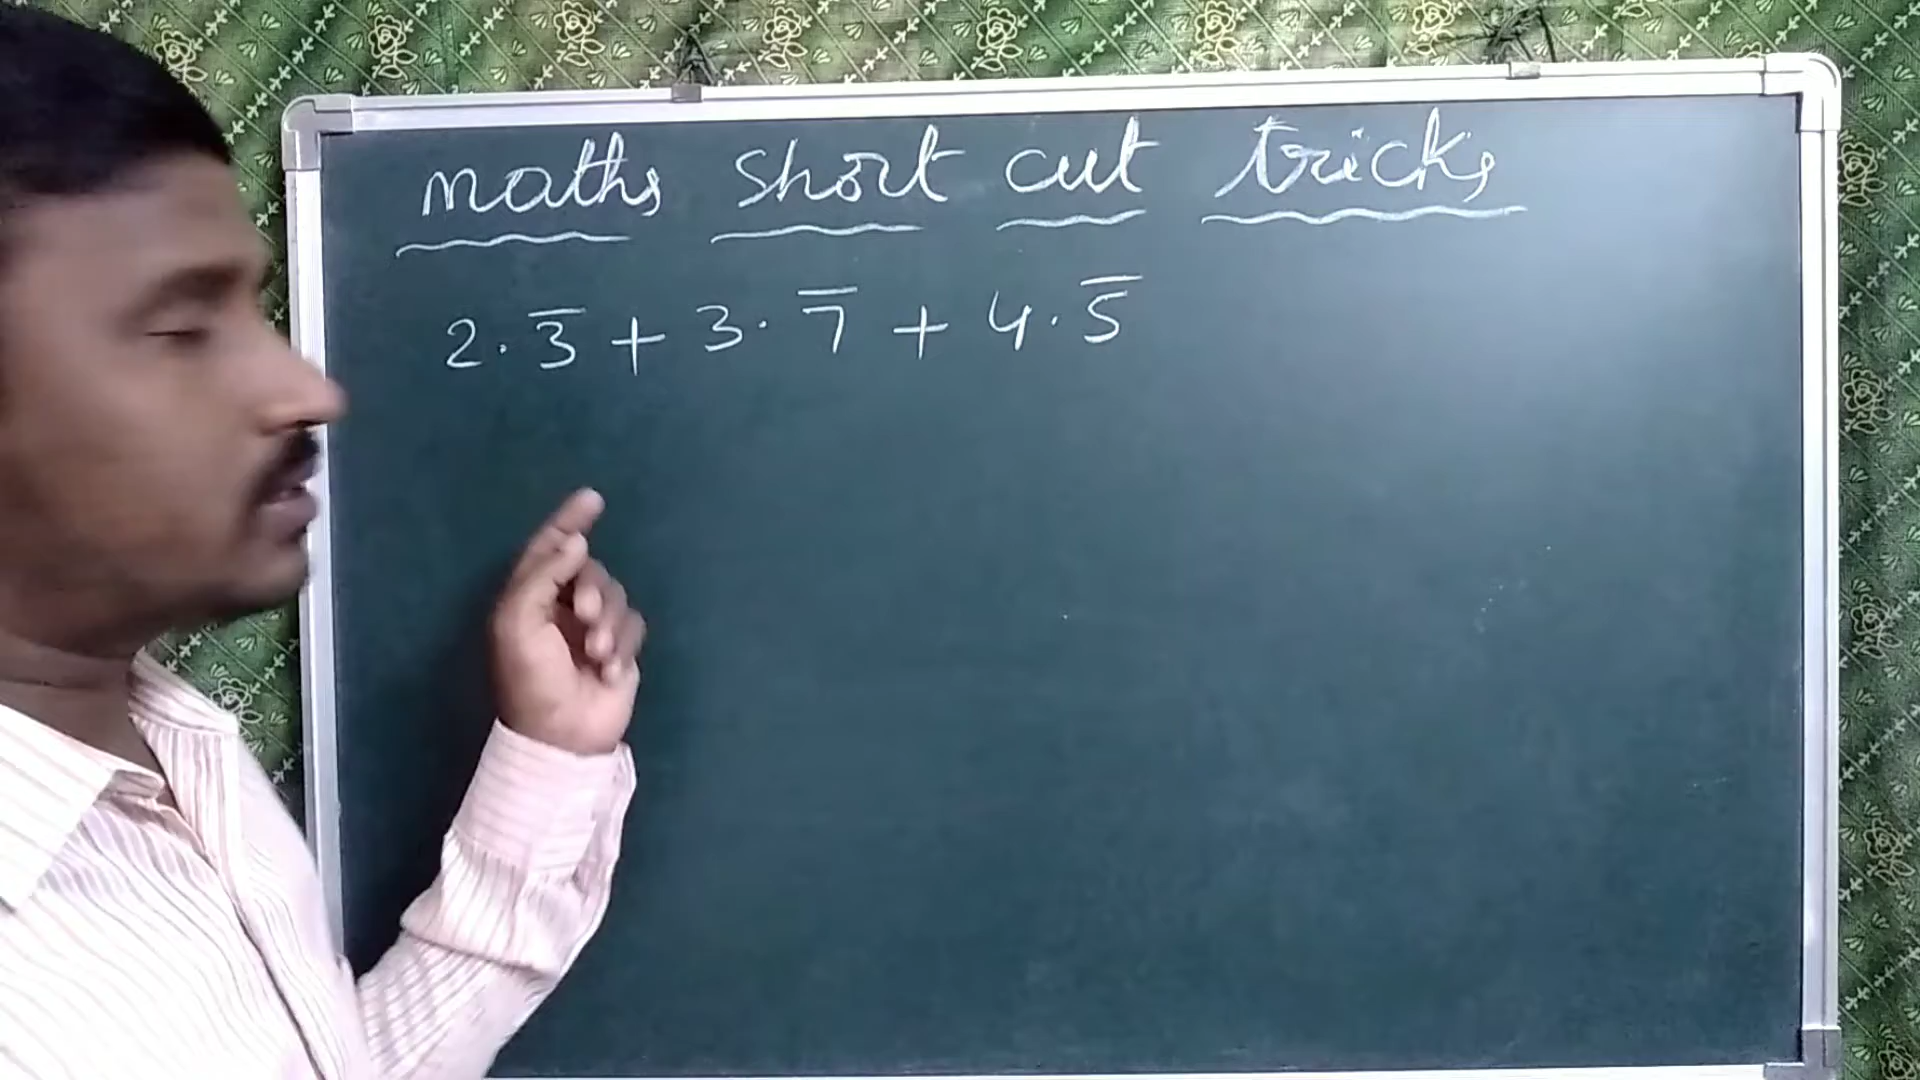 maths short cut tricks
2.3̅ + 3.7̅ + 4.5̅